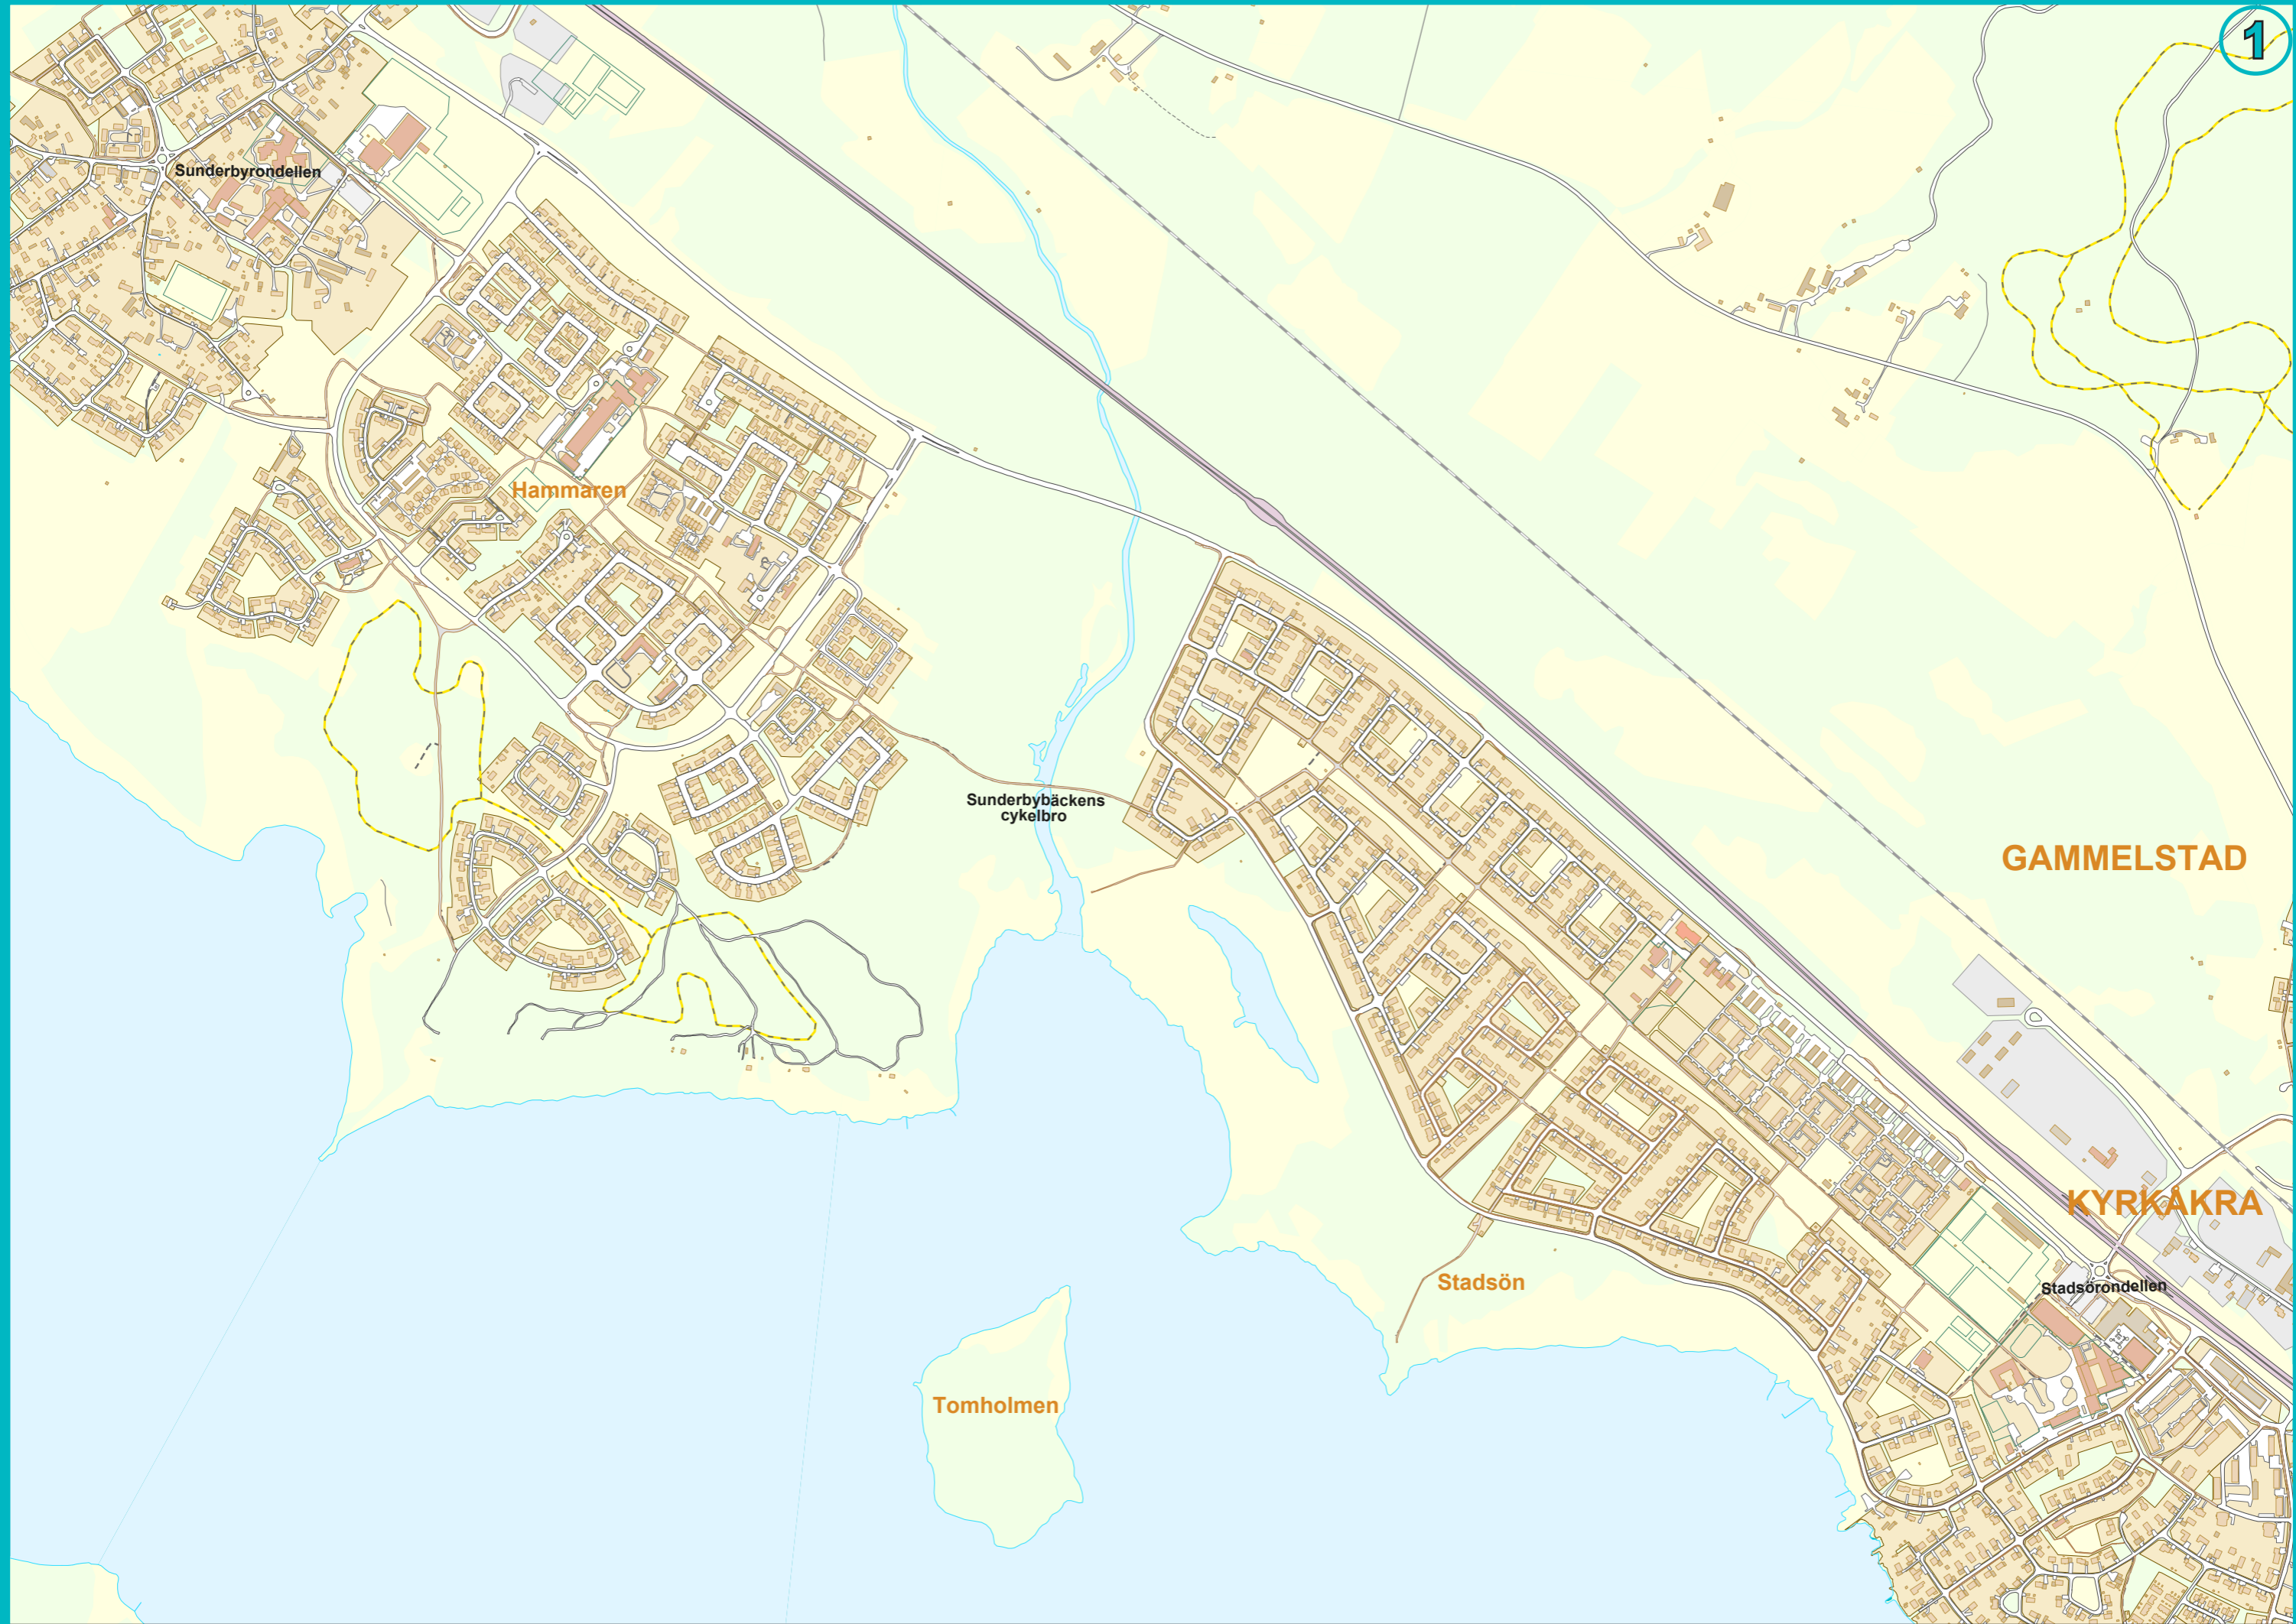 1
Sunderbyrondellen
Hammaren
Sunderbybäckens
cykelbro
GAMMELSTAD
KYRKÅKRA
Stadsön
Stadsörondellen
Tomholmen